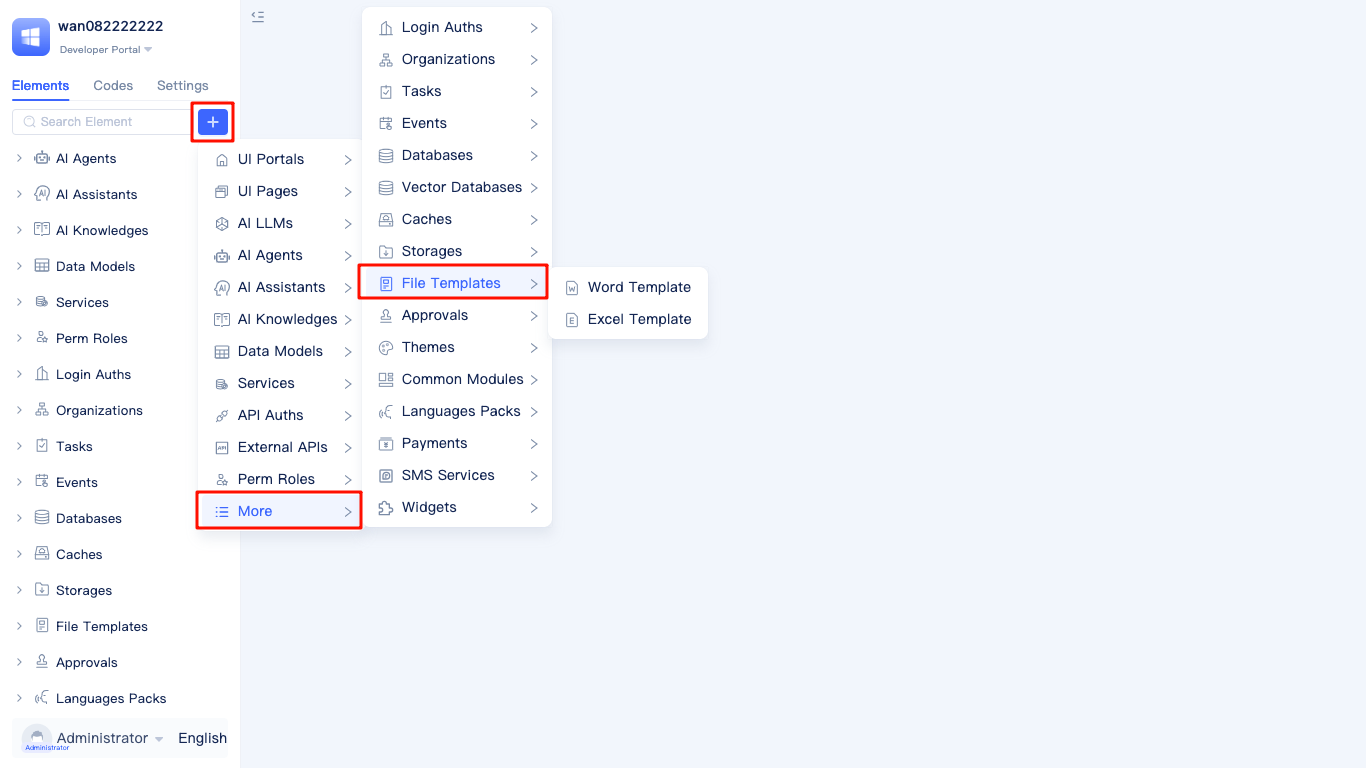 wan082222222
Developer Portal
Elements
Codes
Settings
Search Element
AI Agents
AI Assistants
AI Knowledges
Data Models
Services
Perm Roles
Login Auths
Organizations
Tasks
Events
Databases
Caches
Storages
File Templates
Approvals
Languages Packs
Administrator
Administrator
English
UI Portals
UI Pages
AI LLMs
AI Agents
AI Assistants
AI Knowledges
Data Models
Services
API Auths
External APIs
Perm Roles
More
Login Auths
Organizations
Tasks
Events
Databases
Vector Databases
Caches
Storages
File Templates
Approvals
Themes
Common Modules
Languages Packs
Payments
SMS Services
Widgets
Word Template
Excel Template